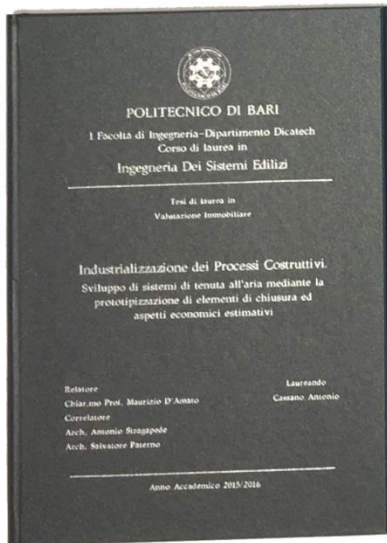 POLITECNICO DI BARI
I Facoltà di Ingegneria-Dipartimento Dicatech
Corso di laurea in
Ingegneria Dei Sistemi Edilizi
Tesi di laurea in
Valutazione Immobiliare
Industrializzazione dei Processi Costruttivi.
Sviluppo di sistemi di tenuta all'aria mediante la
prototipizzazione di elementi di chiusura ed
aspetti economici estimativi
Relatore
Chiar.mo Prof. Maurizio D'Amato
Correlatore
Arch. Antonio Stragapede
Arch. Salvatore Paterno
Laureando
Cassano Antonio
Anno Accademico 2015/2016